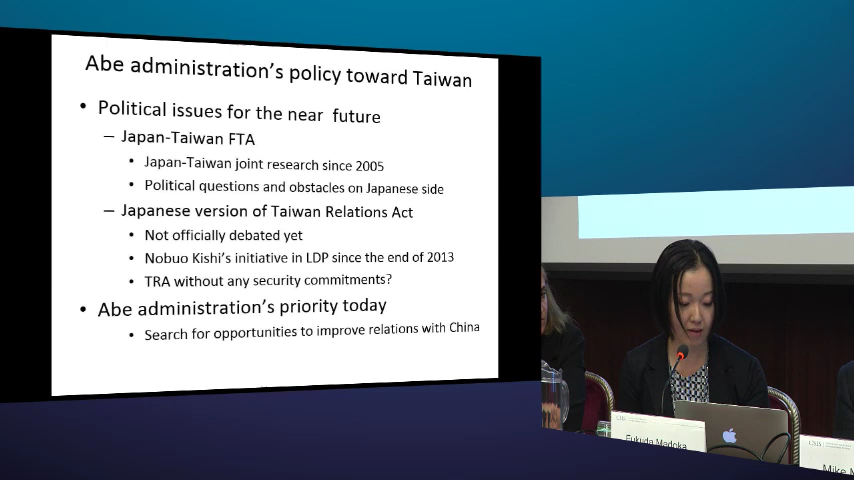 Abe administration's policy toward Taiwan
• Political issues for the near future
– Japan-Taiwan FTA
• Japan-Taiwan joint research since 2005
• Political questions and obstacles on Japanese side
– Japanese version of Taiwan Relations Act
• Not officially debated yet
• Nobuo Kishi's initiative in LDP since the end of 2013
• TRA without any security commitments?
• Abe administration's priority today
• Search for opportunities to improve relations with China
CSIS
Fukuda Madoka
CSIS
Mike